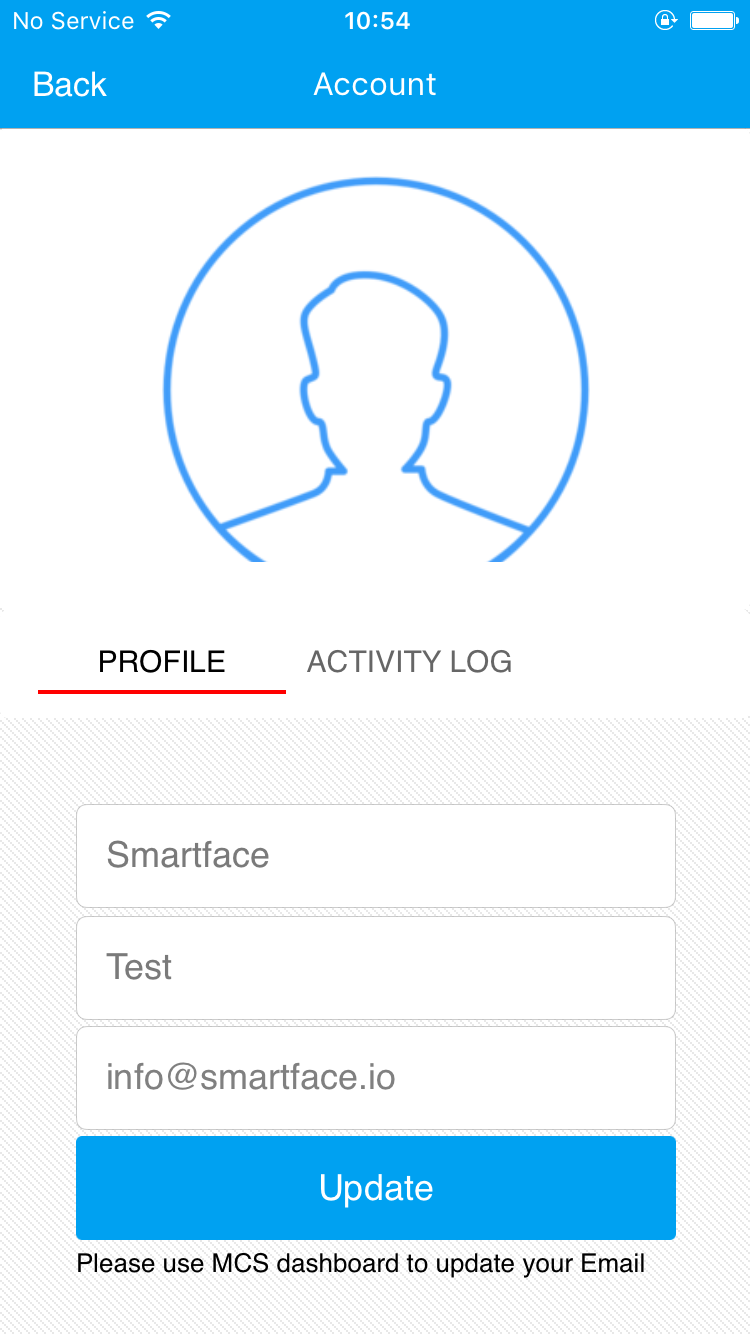 No Service
10:54
Back
Account
PROFILE
ACTIVITY LOG
Smartface
Test
info@smartface.io
Update
Please use MCS dashboard to update your Email